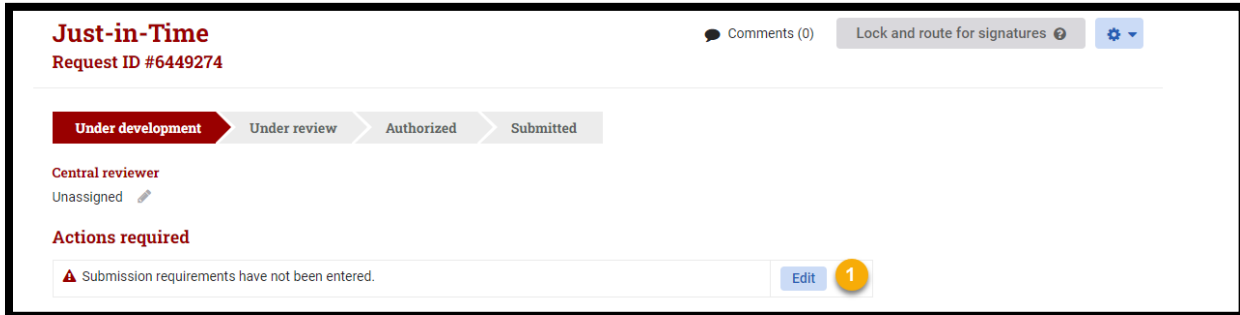 Just-in-Time
Comments (0)
Lock and route for signatures
Request ID #6449274
Under development
Under review
Authorized
Submitted
Central reviewer
Unassigned
Actions required
Submission requirements have not been entered.
Edit
1